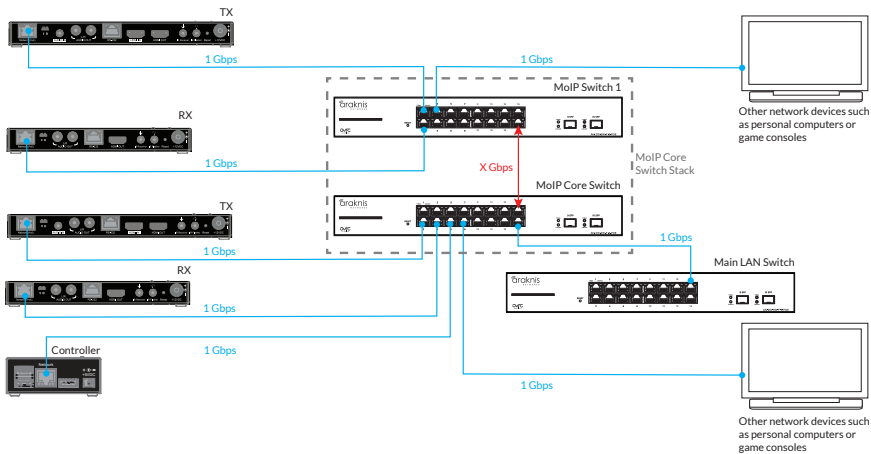 TX
1 Gbps
1 Gbps
MoIP Switch 1
araknis
Other network devices such
as personal computers or
game consoles
RX
1 Gbps
X Gbps
MoIP Core
Switch Stack
MoIP Core Switch
araknis
TX
1 Gbps
1 Gbps
Main LAN Switch
araknis
RX
1 Gbps
Controller
1 Gbps
Network
1 Gbps
Other network devices such
as personal computers or
game consoles